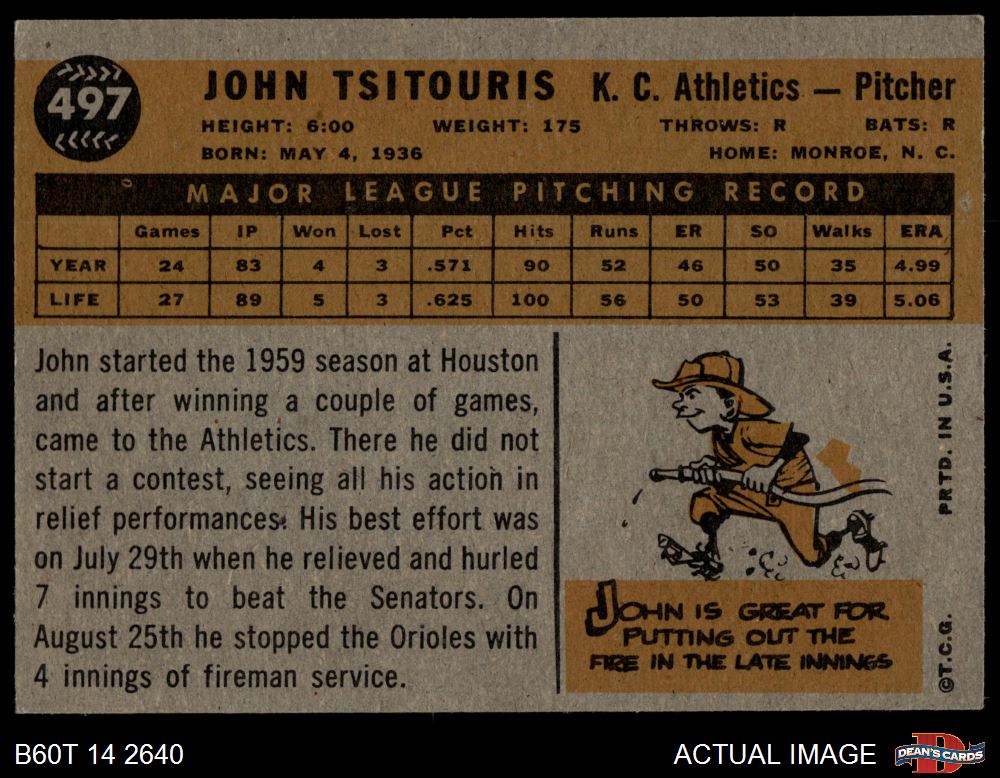 497
JOHN TSITOURIS K. C. Athletics — Pitcher
HEIGHT: 6:00 WEIGHT: 175 THROWS: R BATS: R
BORN: MAY 4, 1936 HOME: MONROE, N. C.
MAJOR LEAGUE PITCHING RECORD
Games IP Won Lost Pct Hits Runs ER SO Walks ERA
YEAR 24 83 4 3 .571 90 52 46 50 35 4.99
LIFE 27 89 5 3 .625 100 56 50 53 39 5.06
John started the 1959 season at Houston
and after winning a couple of games,
came to the Athletics. There he did not
start a contest, seeing all his action in
relief performances. His best effort was
on July 29th when he relieved and hurled
7 innings to beat the Senators. On
August 25th he stopped the Orioles with
4 innings of fireman service.
JOHN IS GREAT FOR
PUTTING OUT THE
FIRE IN THE LATE INNINGS
PRTD. IN U.S.A.
©T.C.G.
B60T 14 2640
ACTUAL IMAGE
DEAN'S CARDS